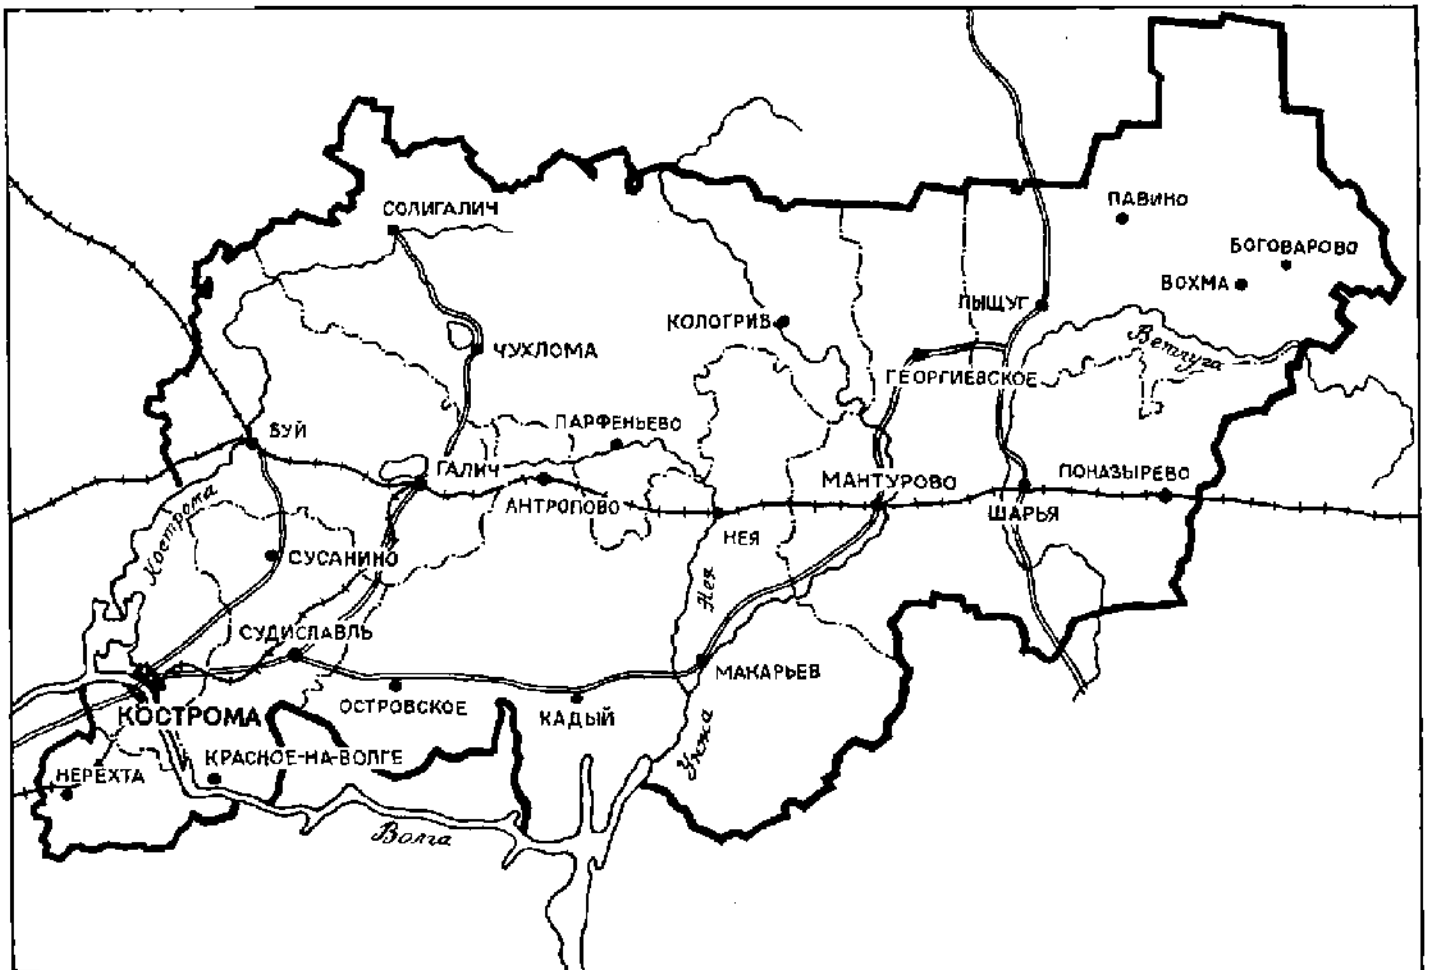 ПАВИНО
СОЛИГАЛИЧ
БОГОВАРОВО
ВОХМА
ПЫЩУГ
КОЛОГРИВ
Ветлуга
ЧУХЛОМА
ГЕОРГИЕВСКОЕ
ПАРФЕНЬЕВО
БУЙ
ГАЛИЧ
ПОНАЗЫРЕВО
МАНТУРОВО
АНТРОПОВО
ШАРЬЯ
Кострома
НЕЯ
СУСАНИНО
Нея
СУДИСЛАВЛЬ
МАКАРЬЕВ
ОСТРОВСКОЕ
КОСТРОМА
КАДЫЙ
Унжа
КРАСНОЕ-НА-ВОЛГЕ
НЕРЕХТА
Волга